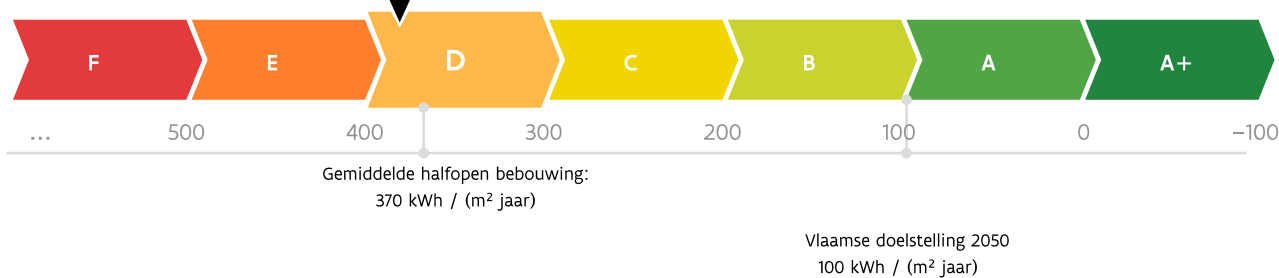 F E D C B A A+
... 500 400 300 200 100 0 −100
Gemiddelde halfopen bebouwing:
370 kWh / (m² jaar)
Vlaamse doelstelling 2050
100 kWh / (m² jaar)